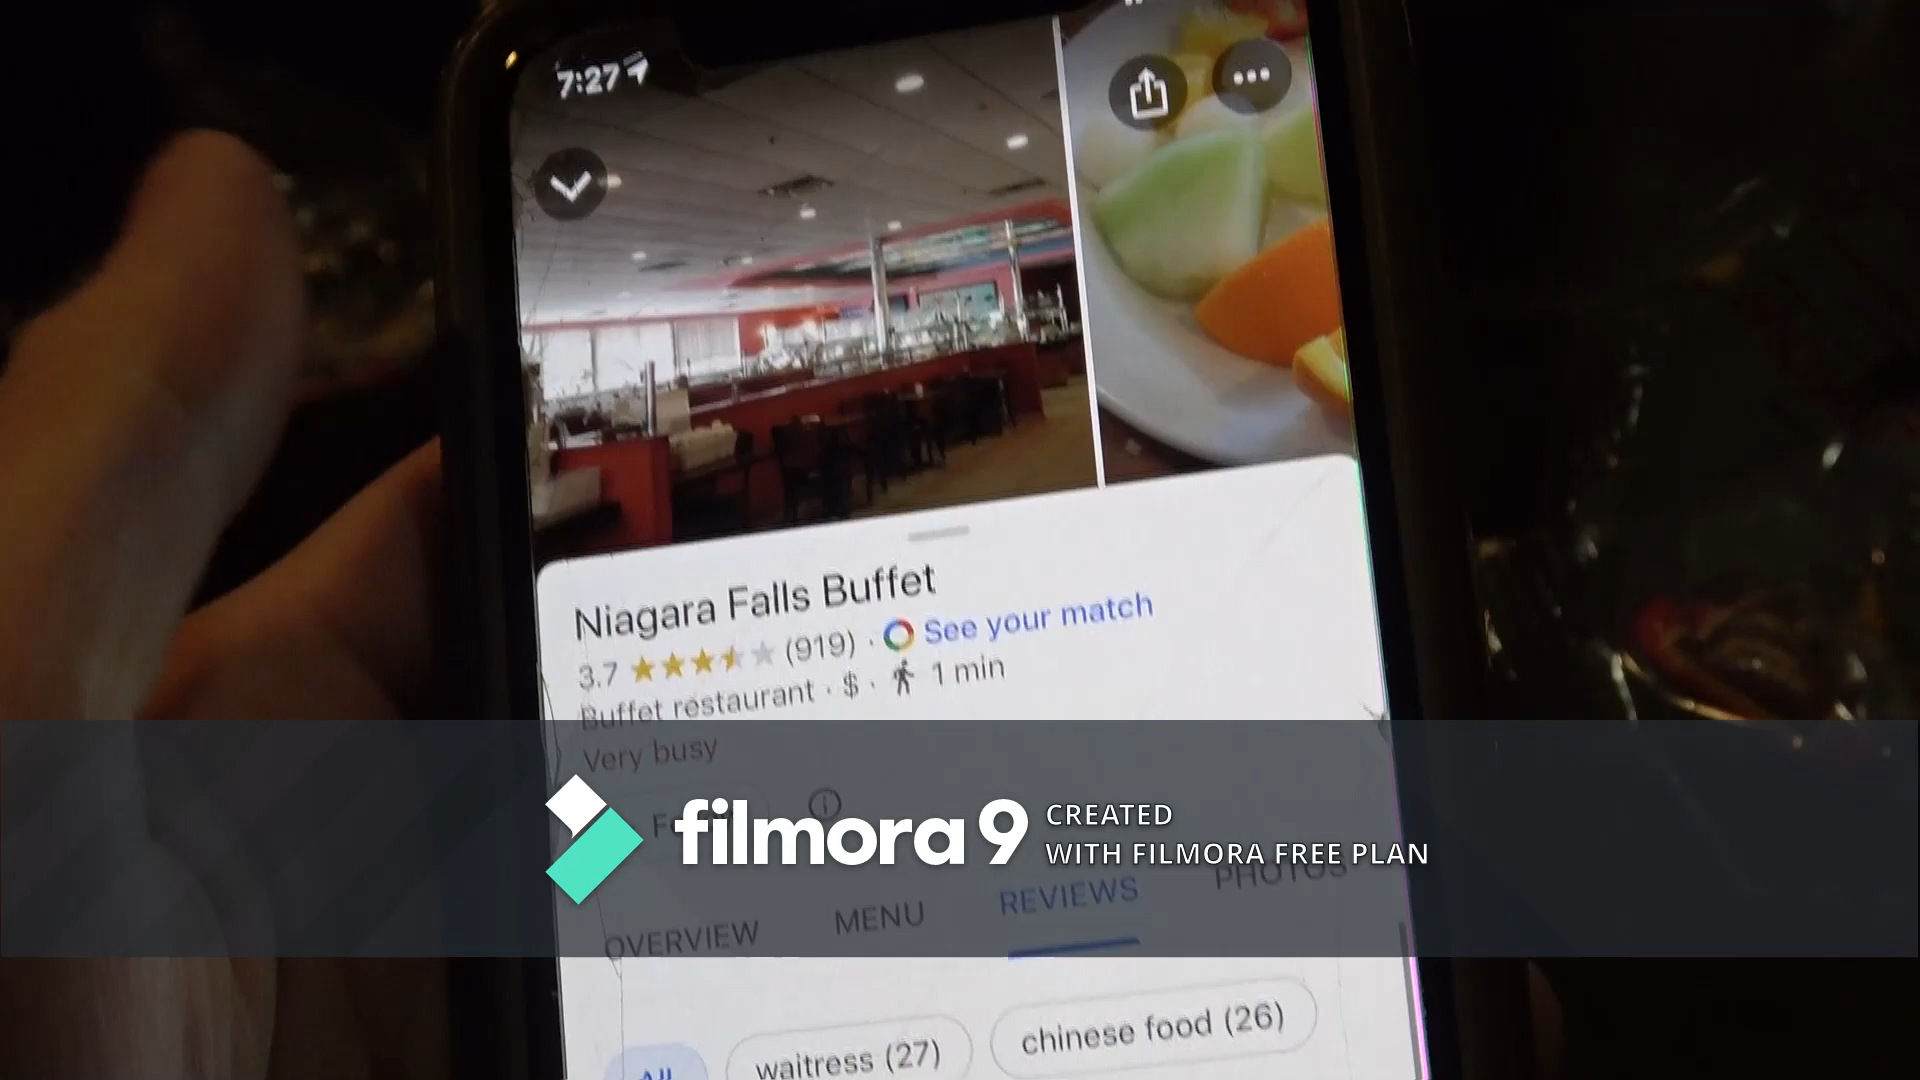 7:27
Niagara Falls Buffet
3.7 (919) · See your match
Buffet restaurant · $ · 1 min
Very busy
filmora9 CREATED
WITH FILMORA FREE PLAN
OVERVIEW MENU REVIEWS PHOTOS
All waitress (27) chinese food (26)